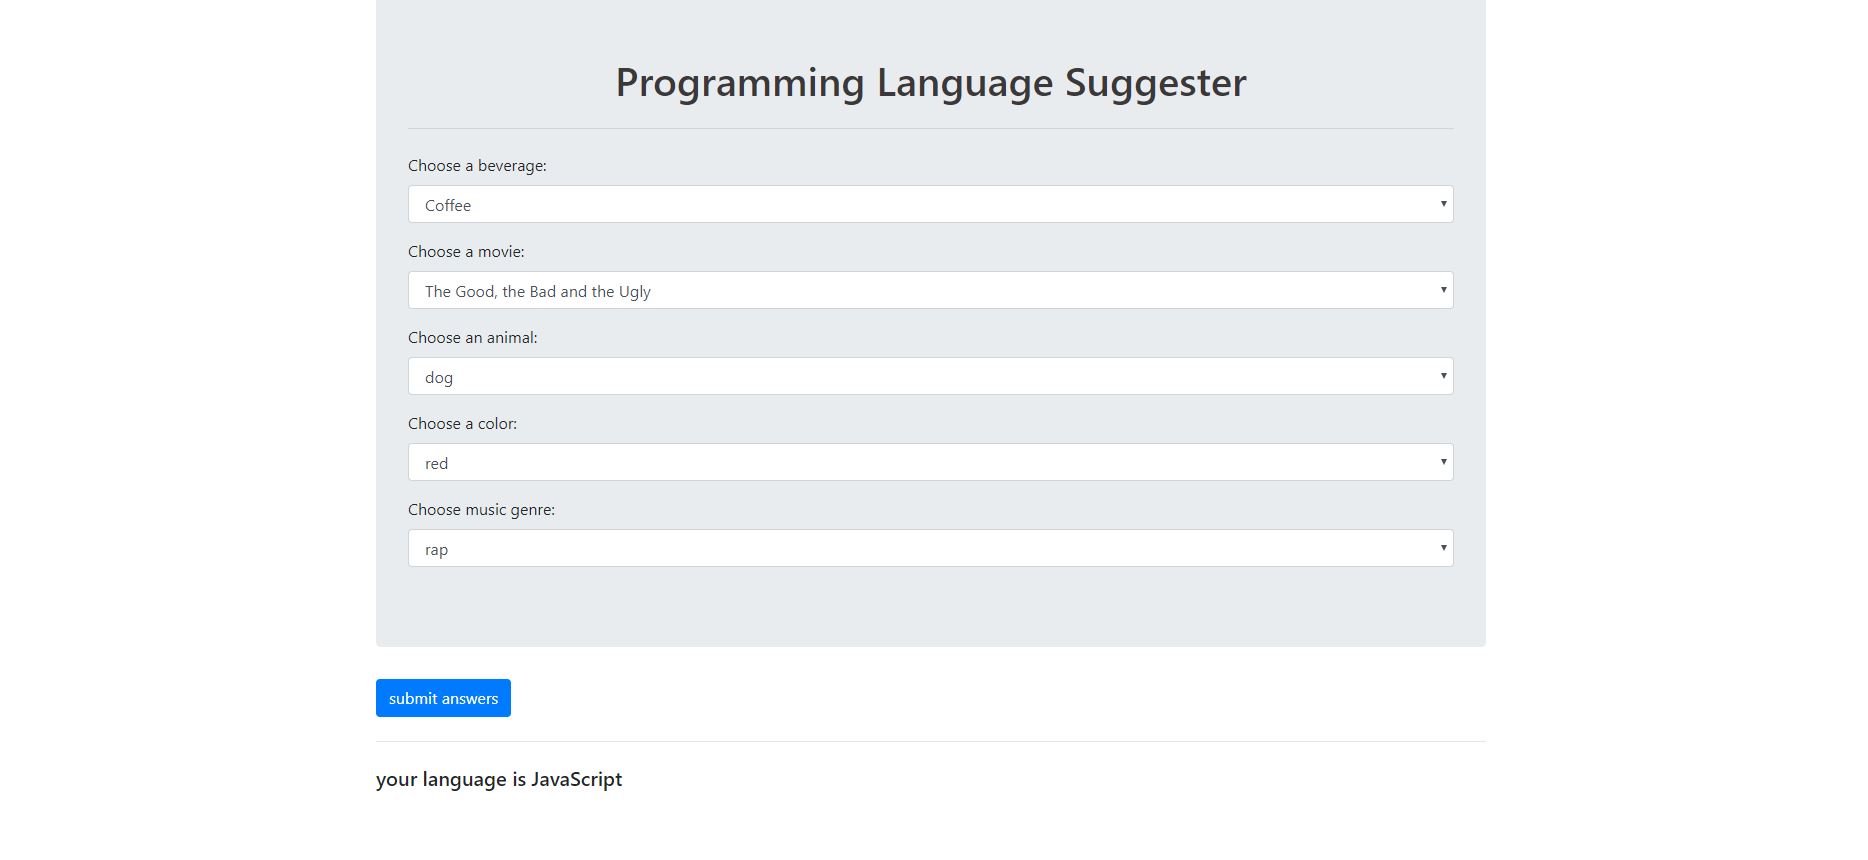 Programming Language Suggester
Choose a beverage:
Coffee
Choose a movie:
The Good, the Bad and the Ugly
Choose an animal:
dog
Choose a color:
red
Choose music genre:
rap
submit answers
your language is JavaScript